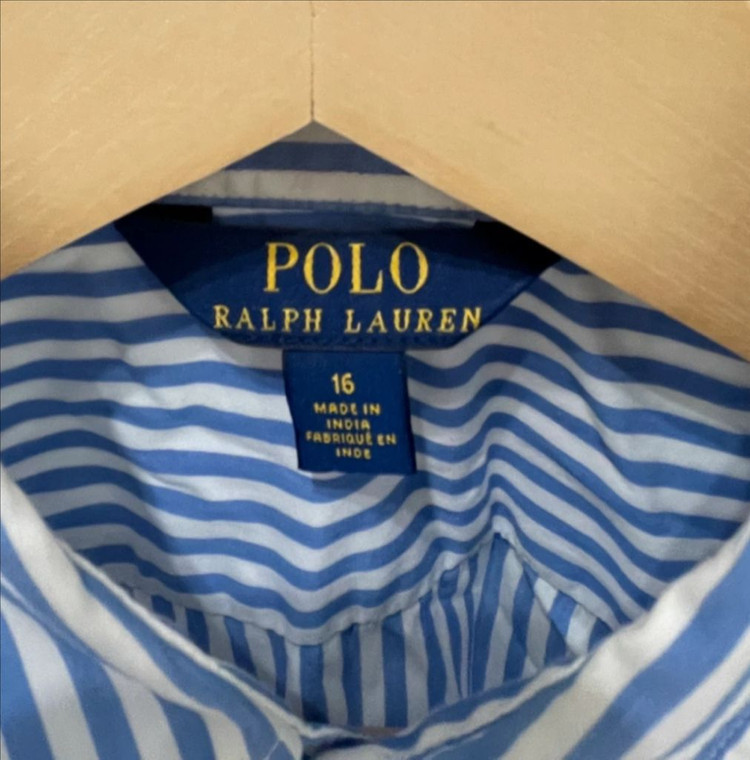 POLO
RALPH LAUREN
16
MADE IN
INDIA
FABRIQUÉ EN
INDE